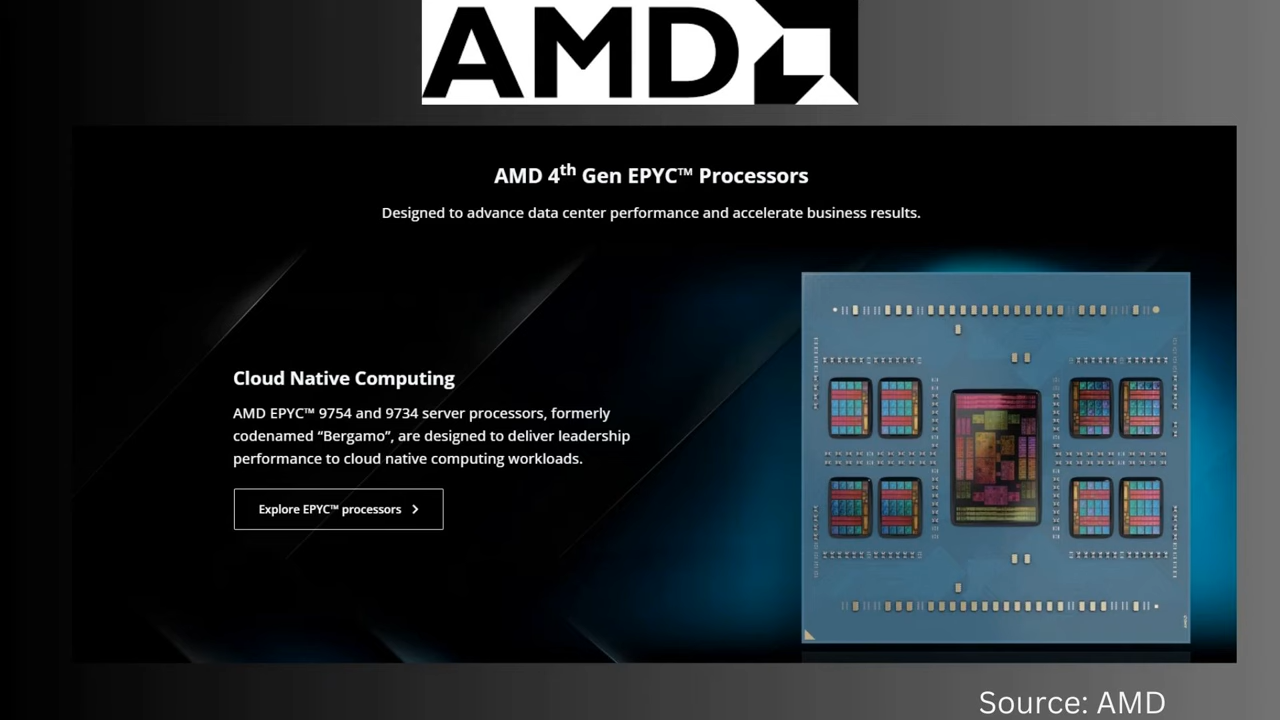 AMD
AMD 4th Gen EPYC™ Processors
Designed to advance data center performance and accelerate business results.
Cloud Native Computing
AMD EPYC™ 9754 and 9734 server processors, formerly
codenamed “Bergamo”, are designed to deliver leadership
performance to cloud native computing workloads.
Explore EPYC™ processors
Source: AMD